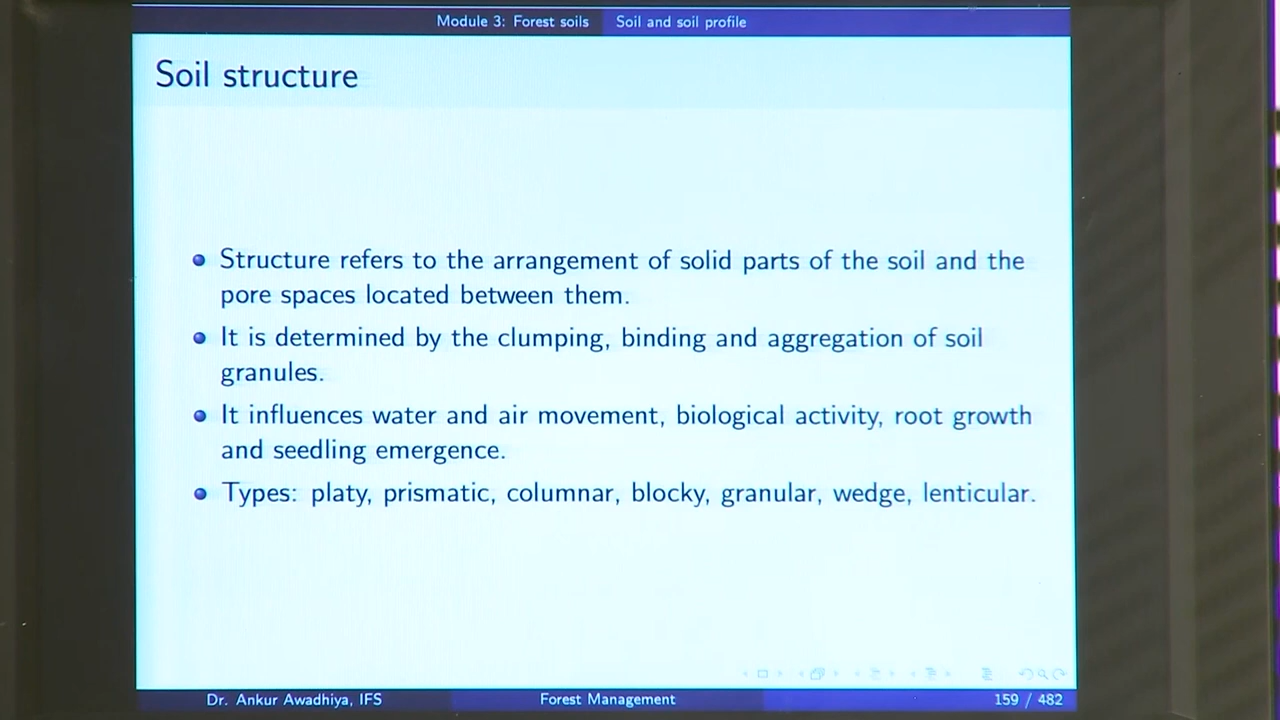 Module 3: Forest soils Soil and soil profile
Soil structure
Structure refers to the arrangement of solid parts of the soil and the
pore spaces located between them.
It is determined by the clumping, binding and aggregation of soil
granules.
It influences water and air movement, biological activity, root growth
and seedling emergence.
Types: platy, prismatic, columnar, blocky, granular, wedge, lenticular.
Dr. Ankur Awadhiya, IFS Forest Management 159 / 482